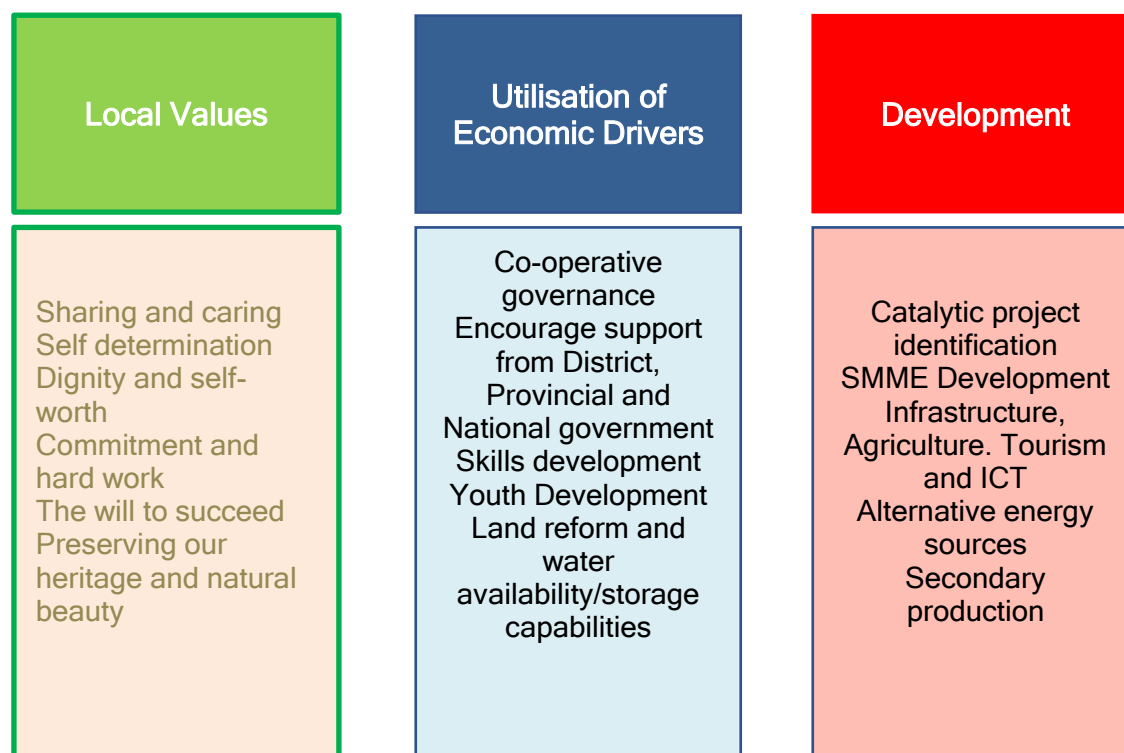 Local Values
Sharing and caring
Self determination
Dignity and self-
worth
Commitment and
hard work
The will to succeed
Preserving our
heritage and natural
beauty
Utilisation of
Economic Drivers
Co-operative
governance
Encourage support
from District,
Provincial and
National government
Skills development
Youth Development
Land reform and
water
availability/storage
capabilities
Development
Catalytic project
identification
SMME Development
Infrastructure,
Agriculture. Tourism
and ICT
Alternative energy
sources
Secondary
production